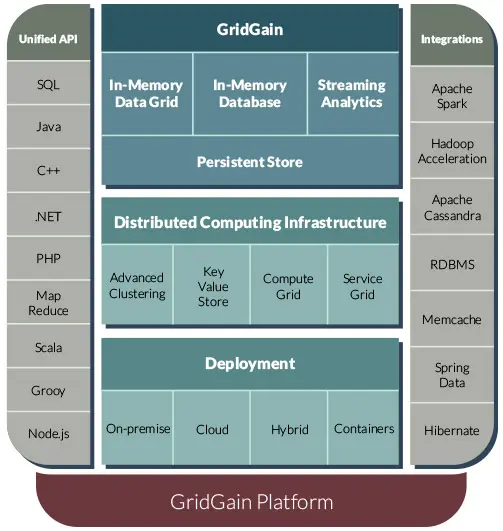 Unified API
SQL
Java
C++
.NET
PHP
Map
Reduce
Scala
Grooy
Node.js
GridGain
In-Memory
Data Grid
In-Memory
Database
Streaming
Analytics
Persistent Store
Distributed Computing Infrastructure
Advanced
Clustering
Key
Value
Store
Compute
Grid
Service
Grid
Deployment
On-premise
Cloud
Hybrid
Containers
Integrations
Apache
Spark
Hadoop
Acceleration
Apache
Cassandra
RDBMS
Memcache
Spring
Data
Hibernate
GridGain Platform